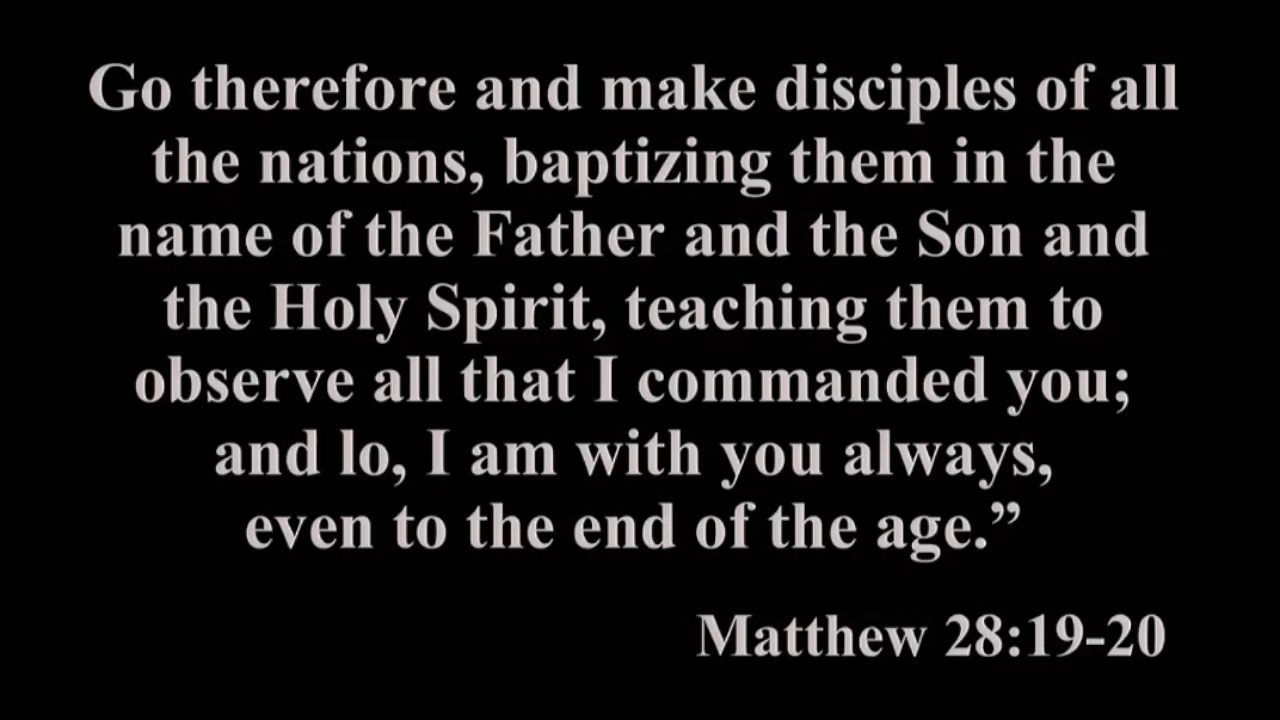 Go therefore and make disciples of all
the nations, baptizing them in the
name of the Father and the Son and
the Holy Spirit, teaching them to
observe all that I commanded you;
and lo, I am with you always,
even to the end of the age.”
Matthew 28:19-20